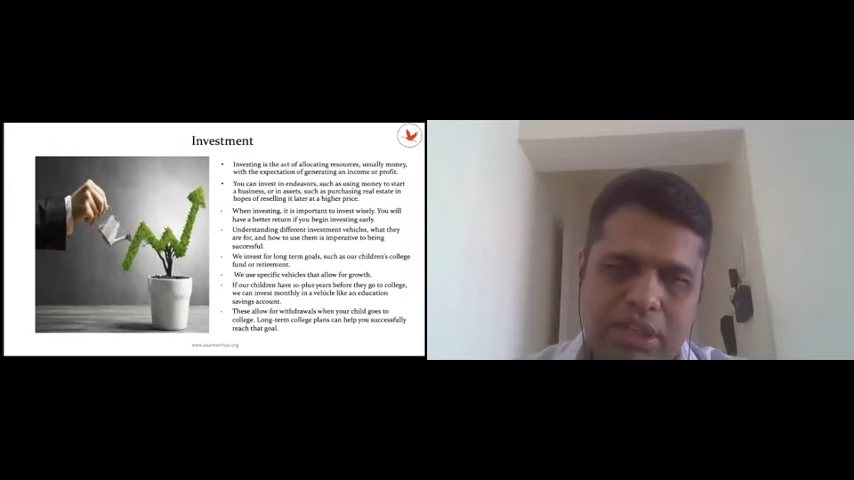 Investment
Investing is the act of allocating resources, usually money,
with the expectation of generating an income or profit.
You can invest in endeavors, such as using money to start
a business, or in assets, such as purchasing real estate in
hopes of reselling it later at a higher price.
When investing, it is important to invest wisely. You will
have a better return if you begin investing early.
Understanding different investment vehicles, what they
are for, and how to use them is imperative to being
successful.
We invest for long term goals, such as our children's college
fund or retirement.
We use specific vehicles that allow for growth.
If our children have 10-plus years before they go to college,
we can invest monthly in a vehicle like an education
savings account.
These allow for withdrawals when your child goes to
college. Long-term college plans can help you successfully
reach that goal.